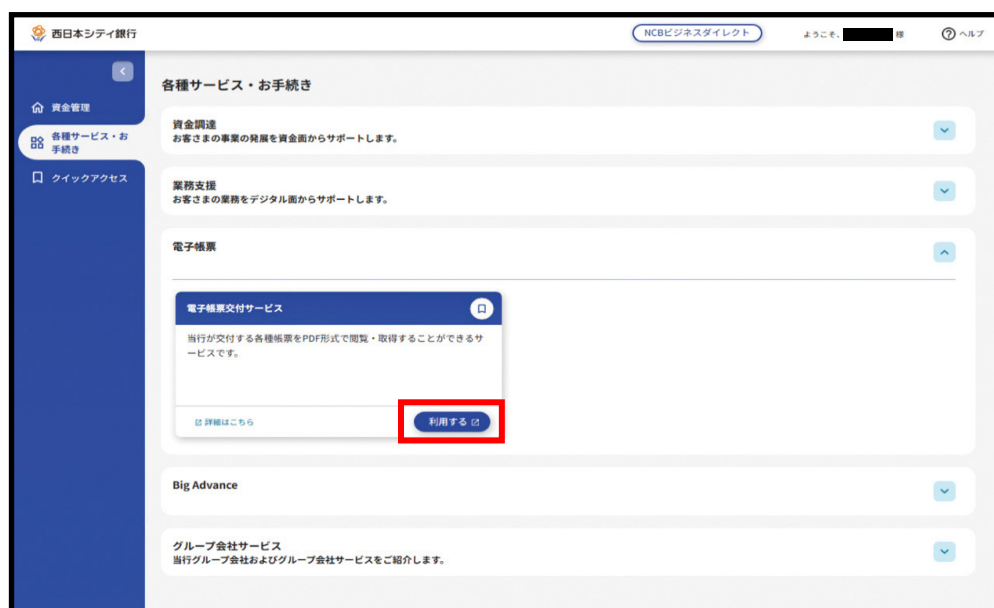 西日本シティ銀行
NCBビジネスダイレクト
ようこそ、
様
ヘルプ
資金管理
各種サービス・お
手続き
クイックアクセス
各種サービス・お手続き
資金調達
お客さまの事業の発展を資金面からサポートします。
業務支援
お客さまの業務をデジタル面からサポートします。
電子帳票
電子帳票交付サービス
当行が交付する各種帳票をPDF形式で閲覧・取得することができるサ
ービスです。
詳細はこちら
利用する
Big Advance
グループ会社サービス
当行グループ会社およびグループ会社サービスをご紹介します。